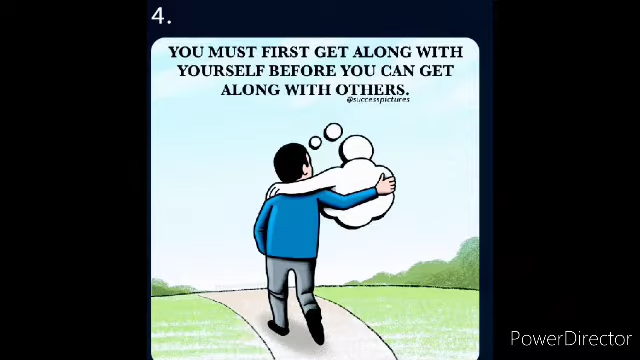 4.
YOU MUST FIRST GET ALONG WITH
YOURSELF BEFORE YOU CAN GET
ALONG WITH OTHERS.
@successpictures
PowerDirector